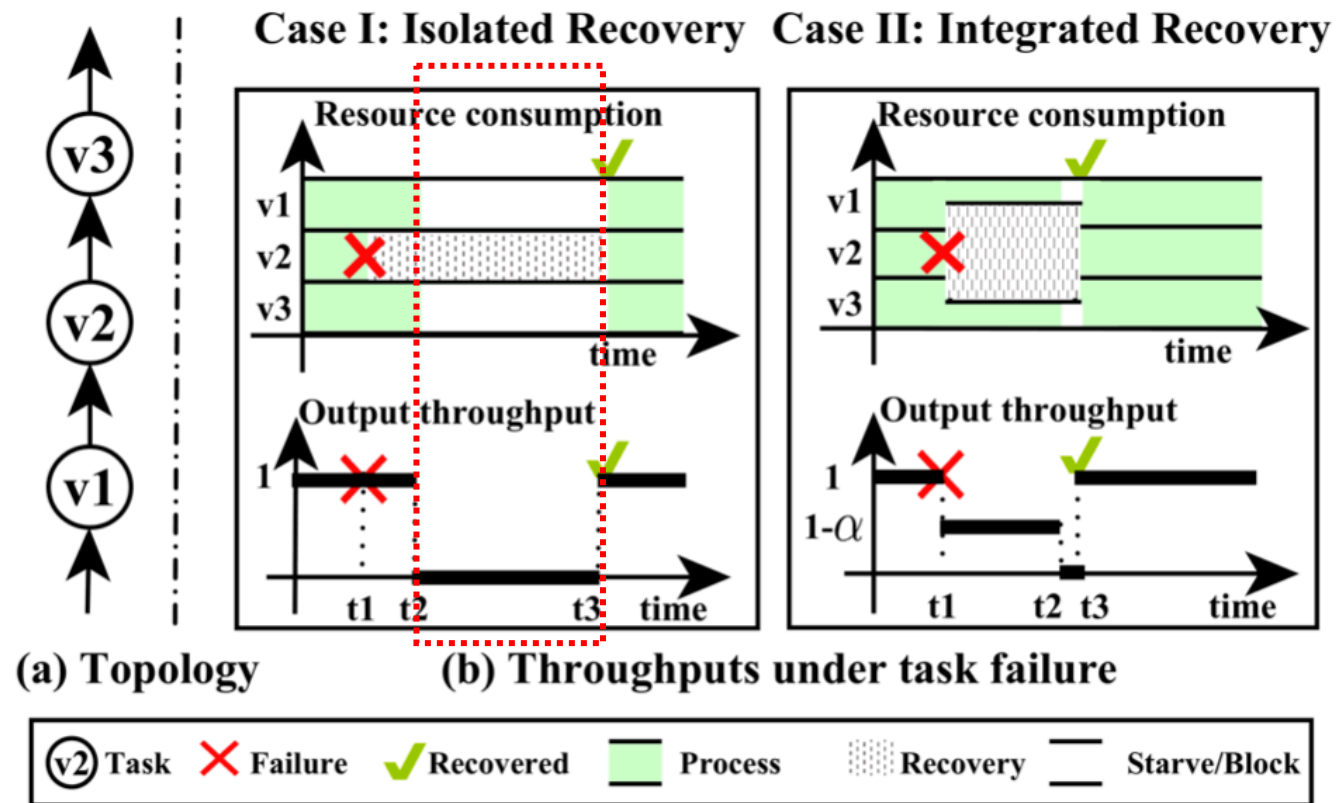 Case I: Isolated Recovery
Case II: Integrated Recovery
v3
v2
v1
Resource consumption
v1
v2
v3
time
Output throughput
1
t1
t2
t3
time
Resource consumption
v1
v2
v3
time
Output throughput
1
1-α
t1
t2
t3
time
(a) Topology
(b) Throughputs under task failure
v2 Task
Failure
Recovered
Process
Recovery
Starve/Block